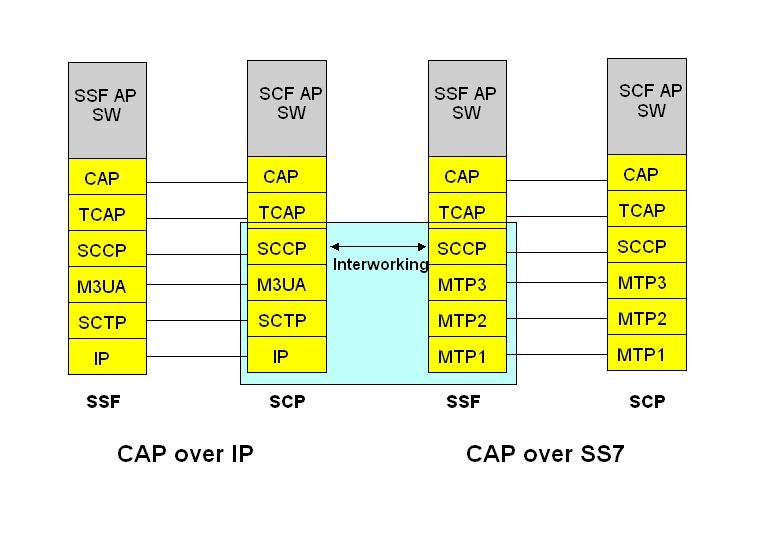 SSF AP
SW
CAP
TCAP
SCCP
M3UA
SCTP
IP
SSF
SCF AP
SW
CAP
TCAP
SCCP
M3UA
SCTP
IP
SCP
Interworking
SSF AP
SW
CAP
TCAP
SCCP
MTP3
MTP2
MTP1
SSF
SCF AP
SW
CAP
TCAP
SCCP
MTP3
MTP2
MTP1
SCP
CAP over IP
CAP over SS7